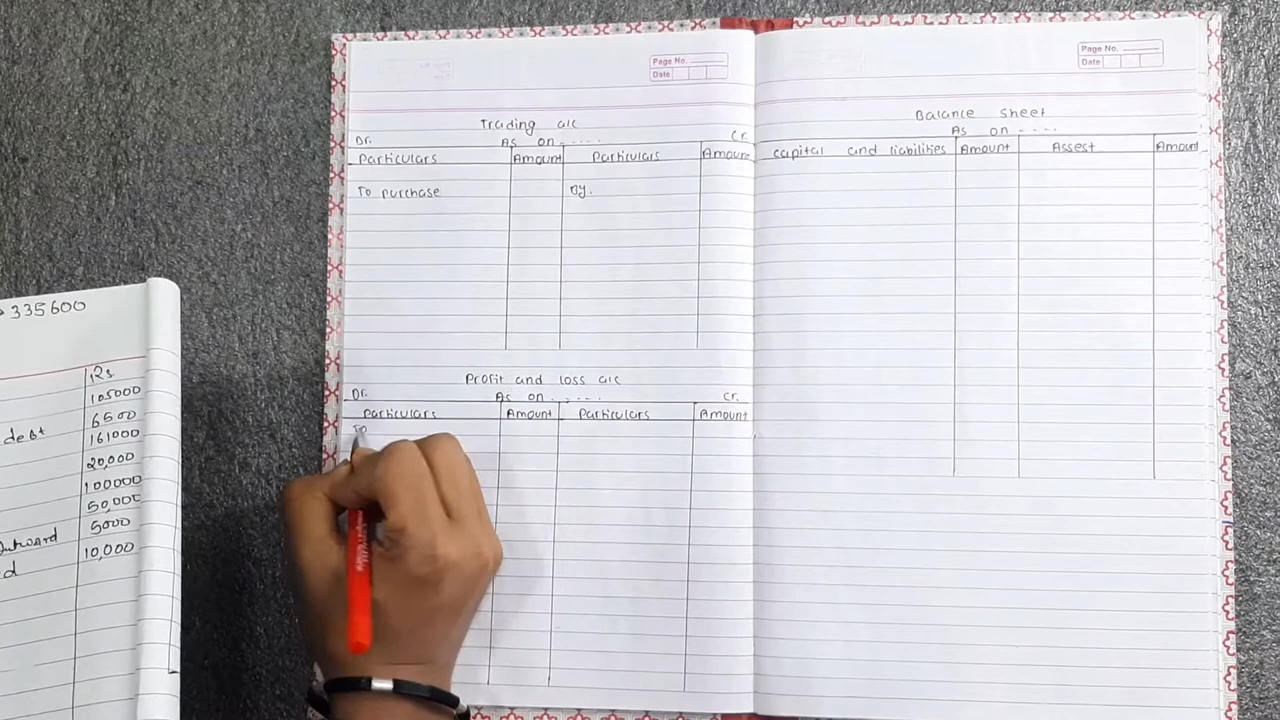 335600
Rs
105000
debt 6500
161000
20,000
100000
50,000
outward 5000
d 10,000
Page No.
Date
Trading a/c
Dr. As on ..... Cr.
Particulars Amount Particulars Amount
To purchase By.
Profit and loss a/c
Dr. As on ..... Cr.
Particulars Amount Particulars Amount
To
Page No.
Date
Balance sheet
As on ....
capital and liabilities Amount Assest Amount